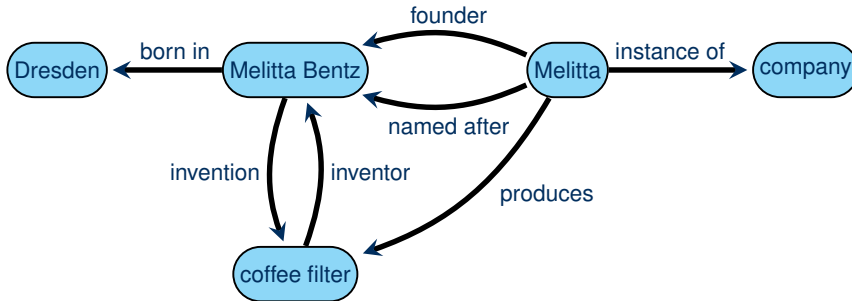 founder
born in
instance of
Dresden
Melitta Bentz
Melitta
company
named after
invention
inventor
produces
coffee filter